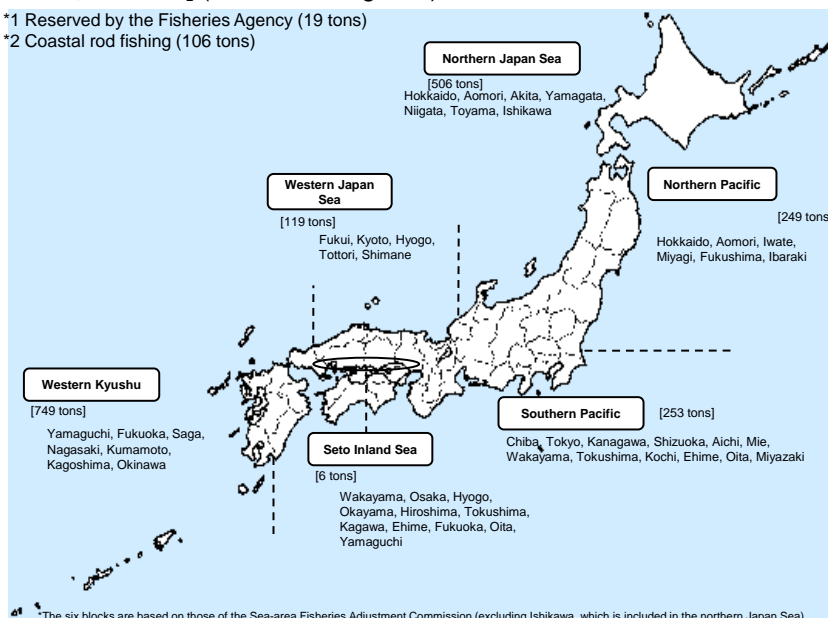 *1 Reserved by the Fisheries Agency (19 tons)
*2 Coastal rod fishing (106 tons)
Northern Japan Sea
[506 tons]
Hokkaido, Aomori, Akita, Yamagata,
Niigata, Toyama, Ishikawa
Western Japan
Sea
[119 tons]
Fukui, Kyoto, Hyogo,
Tottori, Shimane
Northern Pacific
[249 tons
Hokkaido, Aomori, Iwate,
Miyagi, Fukushima, Ibaraki
Western Kyushu
[749 tons]
Yamaguchi, Fukuoka, Saga,
Nagasaki, Kumamoto,
Kagoshima, Okinawa
Southern Pacific
[253 tons]
Chiba, Tokyo, Kanagawa, Shizuoka, Aichi, Mie,
Wakayama, Tokushima, Kochi, Ehime, Oita, Miyazaki
Seto Inland Sea
[6 tons]
Wakayama, Osaka, Hyogo,
Okayama, Hiroshima, Tokushima,
Kagawa, Ehime, Fukuoka, Oita,
Yamaguchi
*The six blocks are based on those of the Sea-area Fisheries Adjustment Commission (excluding Ishikawa, which is included in the northern Japan Sea)